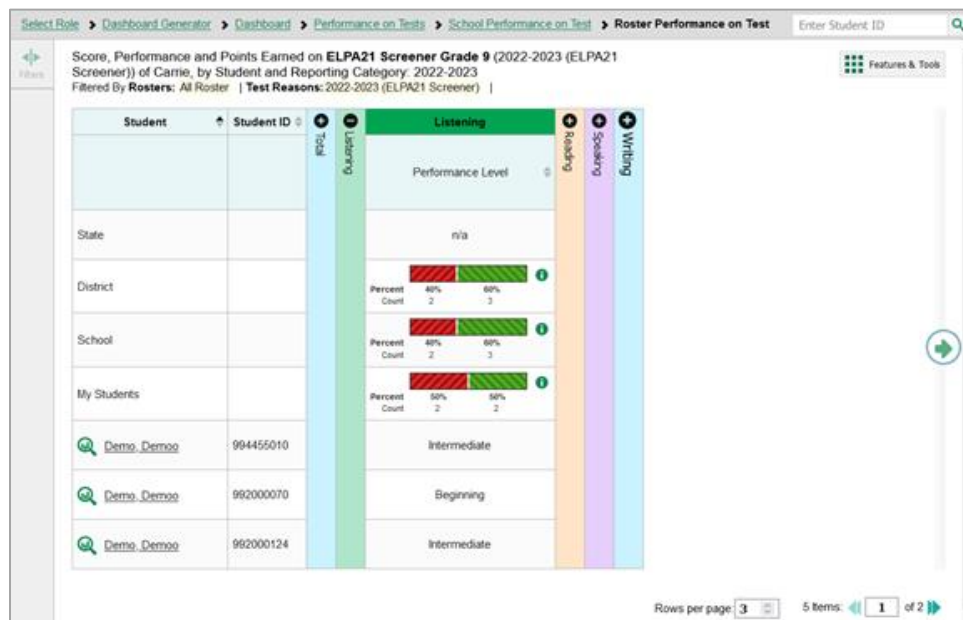 Select Role > Dashboard Generator > Dashboard > Performance on Tests > School Performance on Test > Roster Performance on Test
Enter Student ID
Filters
Score, Performance and Points Earned on ELPA21 Screener Grade 9 (2022-2023 (ELPA21
Screener)) of Carrie, by Student and Reporting Category: 2022-2023
Filtered By Rosters: All Roster | Test Reasons: 2022-2023 (ELPA21 Screener) |
Features & Tools
Student
Student ID
Total
Listening
Listening
Reading
Speaking
Writing
Performance Level
State
n/a
District
Percent 40% 60%
Count 2 3
School
Percent 40% 60%
Count 2 3
My Students
Percent 50% 50%
Count 2 2
Demo, Demoo 994455010 Intermediate
Demo, Demoo 992000070 Beginning
Demo, Demoo 992000124 Intermediate
Rows per page: 3 5 Items: 1 of 2